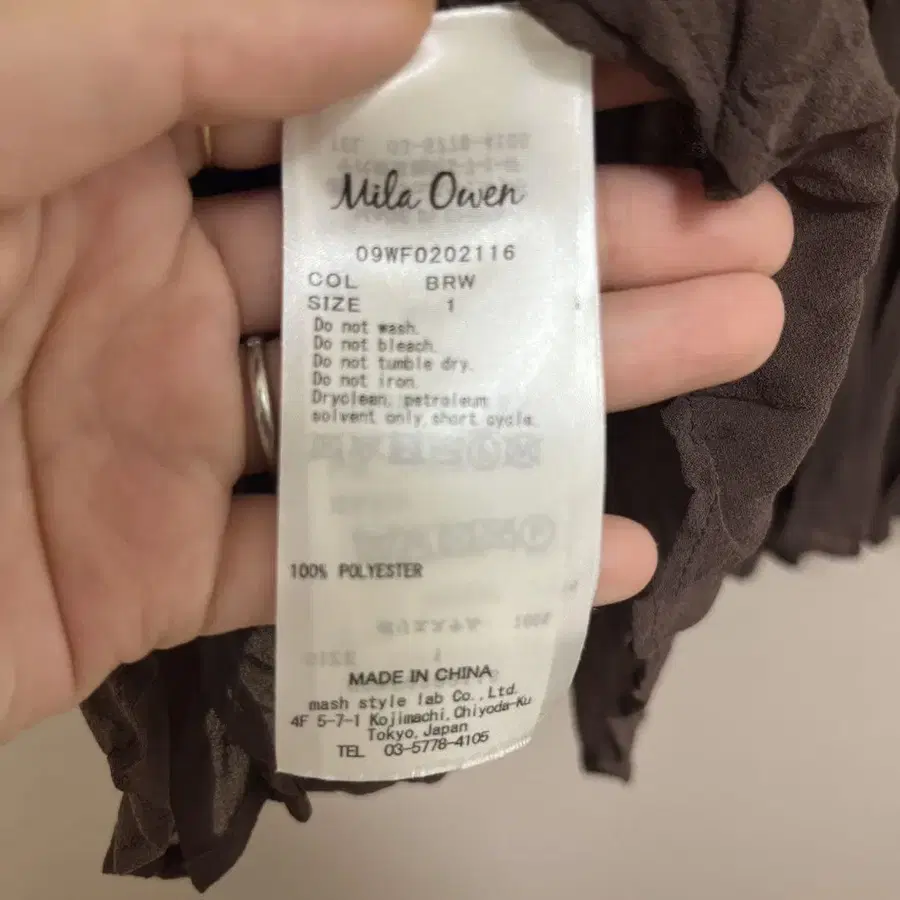 Mila Owen
09WF0202116
COL BRW
SIZE 1
Do not wash.
Do not bleach.
Do not tumble dry.
Do not iron.
Dryclean, petroleum
solvent only, short cycle.
100% POLYESTER
MADE IN CHINA
mash style lab Co.,Ltd.
4F 5-7-1 Kojimachi,Chiyoda-Ku
Tokyo,Japan
TEL 03-5778-4105